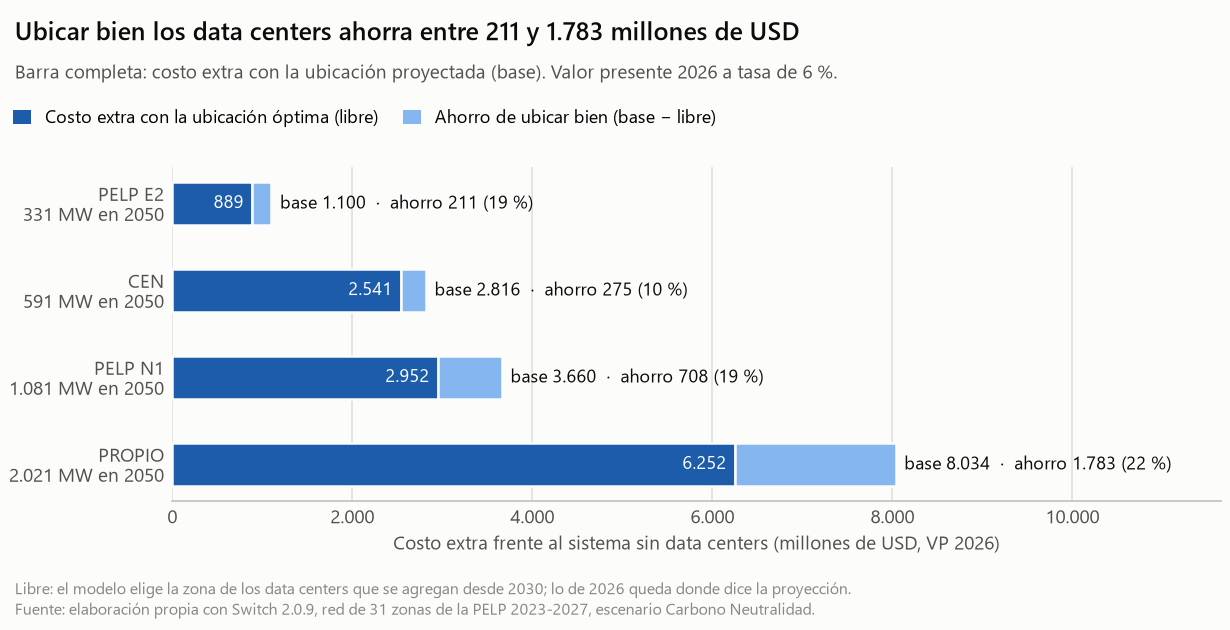 Ubicar bien los data centers ahorra entre 211 y 1.783 millones de USD
Barra completa: costo extra con la ubicación proyectada (base). Valor presente 2026 a tasa de 6 %.
Costo extra con la ubicación óptima (libre)
Ahorro de ubicar bien (base − libre)
PELP E2
331 MW en 2050
889
base 1.100 · ahorro 211 (19 %)
CEN
591 MW en 2050
2.541
base 2.816 · ahorro 275 (10 %)
PELP N1
1.081 MW en 2050
2.952
base 3.660 · ahorro 708 (19 %)
PROPIO
2.021 MW en 2050
6.252
base 8.034 · ahorro 1.783 (22 %)
0 2.000 4.000 6.000 8.000 10.000
Costo extra frente al sistema sin data centers (millones de USD, VP 2026)
Libre: el modelo elige la zona de los data centers que se agregan desde 2030; lo de 2026 queda donde dice la proyección.
Fuente: elaboración propia con Switch 2.0.9, red de 31 zonas de la PELP 2023-2027, escenario Carbono Neutralidad.